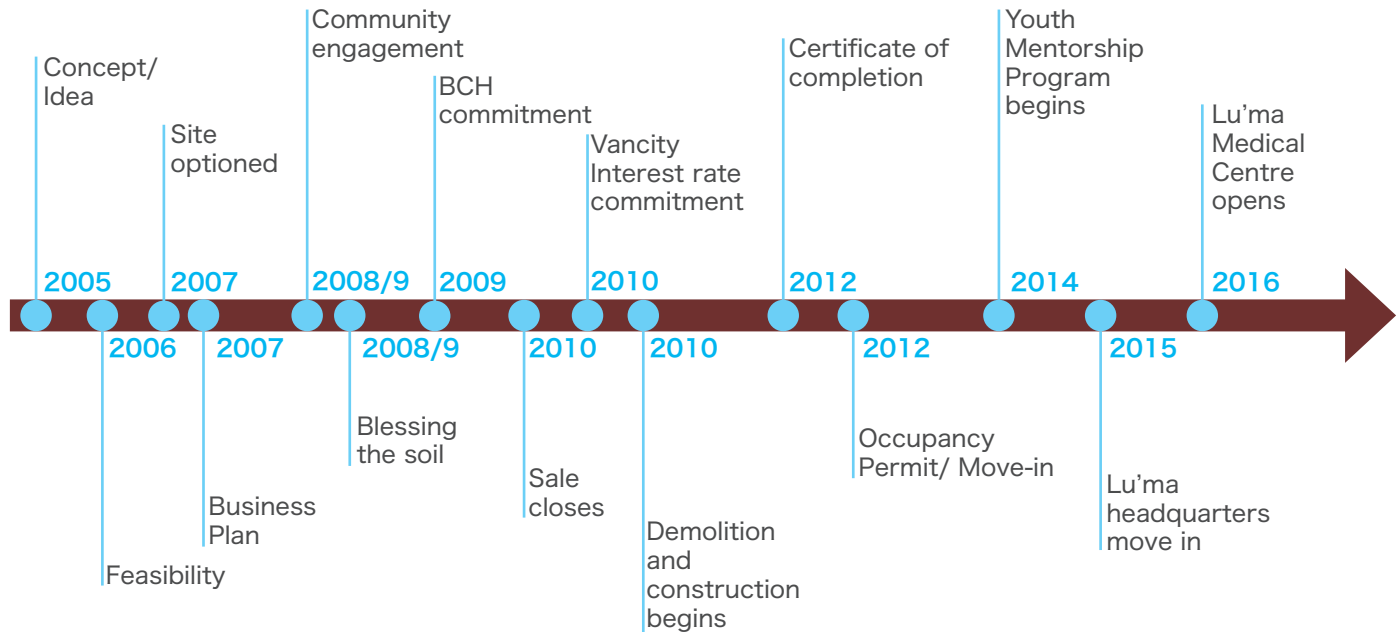 Concept/
Idea
2005
2006
Feasibility
Site
optioned
2007
2007
Business
Plan
Community
engagement
2008/9
2008/9
Blessing
the soil
BCH
commitment
2009
2010
Sale
closes
Vancity
Interest rate
commitment
2010
2010
Demolition
and
construction
begins
Certificate of
completion
2012
2012
Occupancy
Permit/ Move-in
Youth
Mentorship
Program
begins
2014
2015
Lu’ma
headquarters
move in
Lu’ma
Medical
Centre
opens
2016